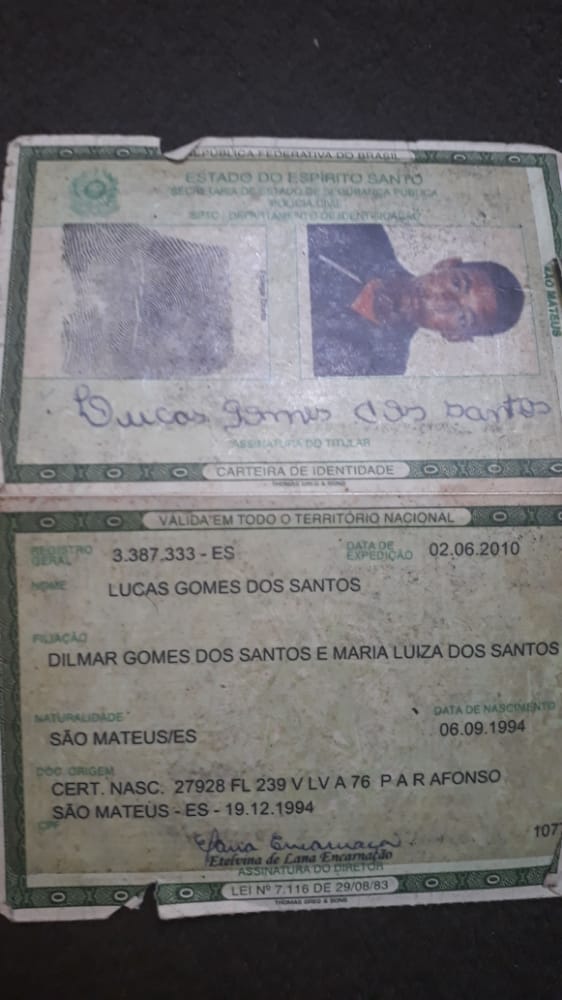 REPÚBLICA FEDERATIVA DO BRASIL
ESTADO DO ESPÍRITO SANTO
SECRETARIA DE ESTADO DE SEGURANÇA PÚBLICA
POLÍCIA CIVIL
DEPARTAMENTO DE IDENTIFICAÇÃO
Polegar Direito
MATEUS
Lucas gomes dos santos
ASSINATURA DO TITULAR
CARTEIRA DE IDENTIDADE
THOMAS GREG & SONS
VÁLIDA EM TODO O TERRITÓRIO NACIONAL
REGISTRO GERAL 3.387.333 - ES DATA DE EXPEDIÇÃO 02.06.2010
NOME LUCAS GOMES DOS SANTOS
FILIAÇÃO
DILMAR GOMES DOS SANTOS E MARIA LUIZA DOS SANTOS
NATURALIDADE DATA DE NASCIMENTO
SÃO MATEUS/ES 06.09.1994
DOC. ORIGEM
CERT. NASC. 27928 FL 239 V LV A 76 P A R AFONSO
SÃO MATEUS - ES - 19.12.1994
CPF
107
Etelvina de Lana Encarnação
ASSINATURA DO DIRETOR
LEI Nº 7.116 DE 29/08/83
THOMAS GREG & SONS